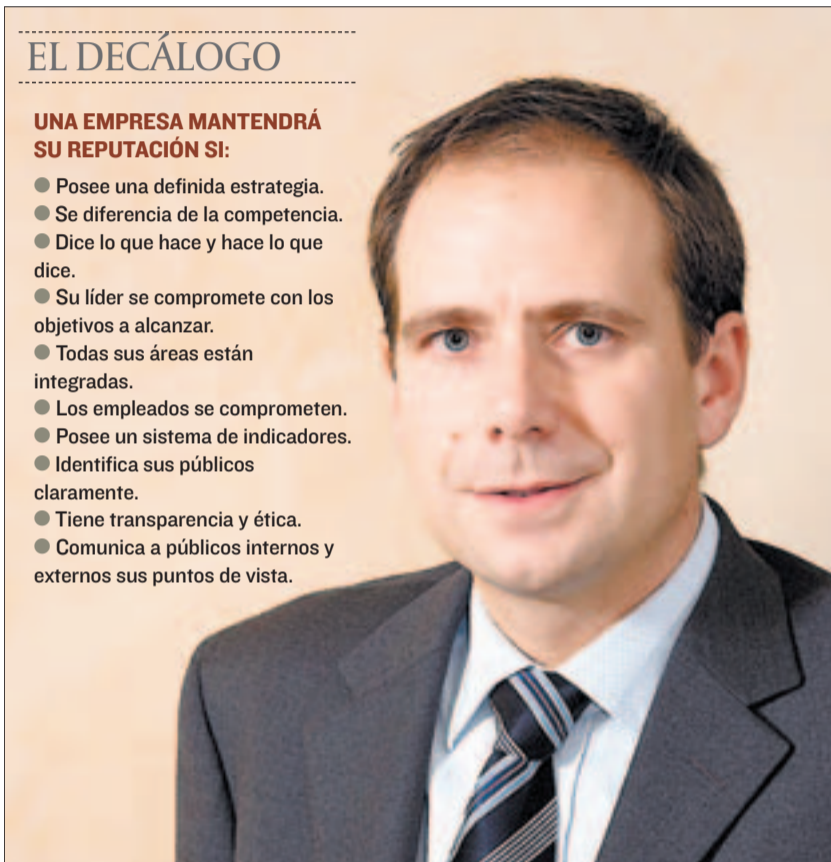 EL DECÁLOGO
UNA EMPRESA MANTENDRÁ
SU REPUTACIÓN SI:
● Posee una definida estrategia.
● Se diferencia de la competencia.
● Dice lo que hace y hace lo que
dice.
● Su líder se compromete con los
objetivos a alcanzar.
● Todas sus áreas están
integradas.
● Los empleados se comprometen.
● Posee un sistema de indicadores.
● Identifica sus públicos
claramente.
● Tiene transparencia y ética.
● Comunica a públicos internos y
externos sus puntos de vista.